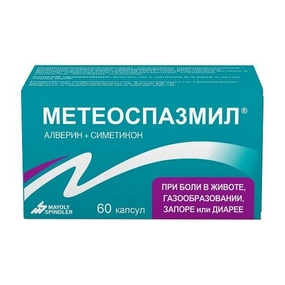 МЕТЕОСПАЗМИЛ®
АЛВЕРИН + СИМЕТИКОН
ПРИ БОЛИ В ЖИВОТЕ,
ГАЗООБРАЗОВАНИИ,
ЗАПОРЕ или ДИАРЕЕ
MAYOLY
SPINDLER
60 капсул